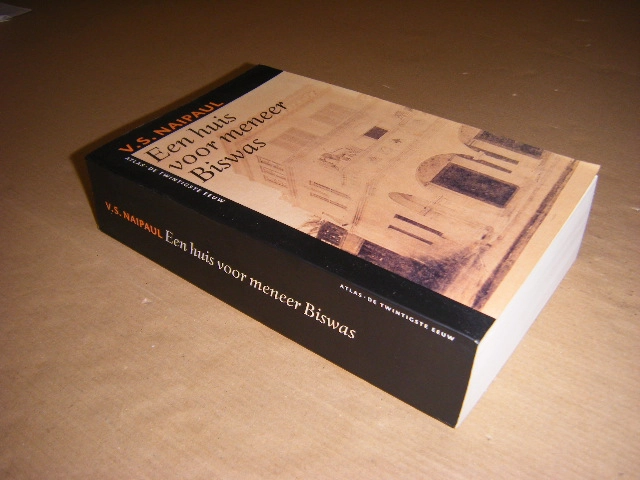 V.S. NAIPAUL
Een huis
voor meneer
Biswas
ATLAS · DE TWINTIGSTE EEUW
ATLAS · DE TWINTIGSTE EEUW
V.S. NAIPAUL Een huis voor meneer Biswas